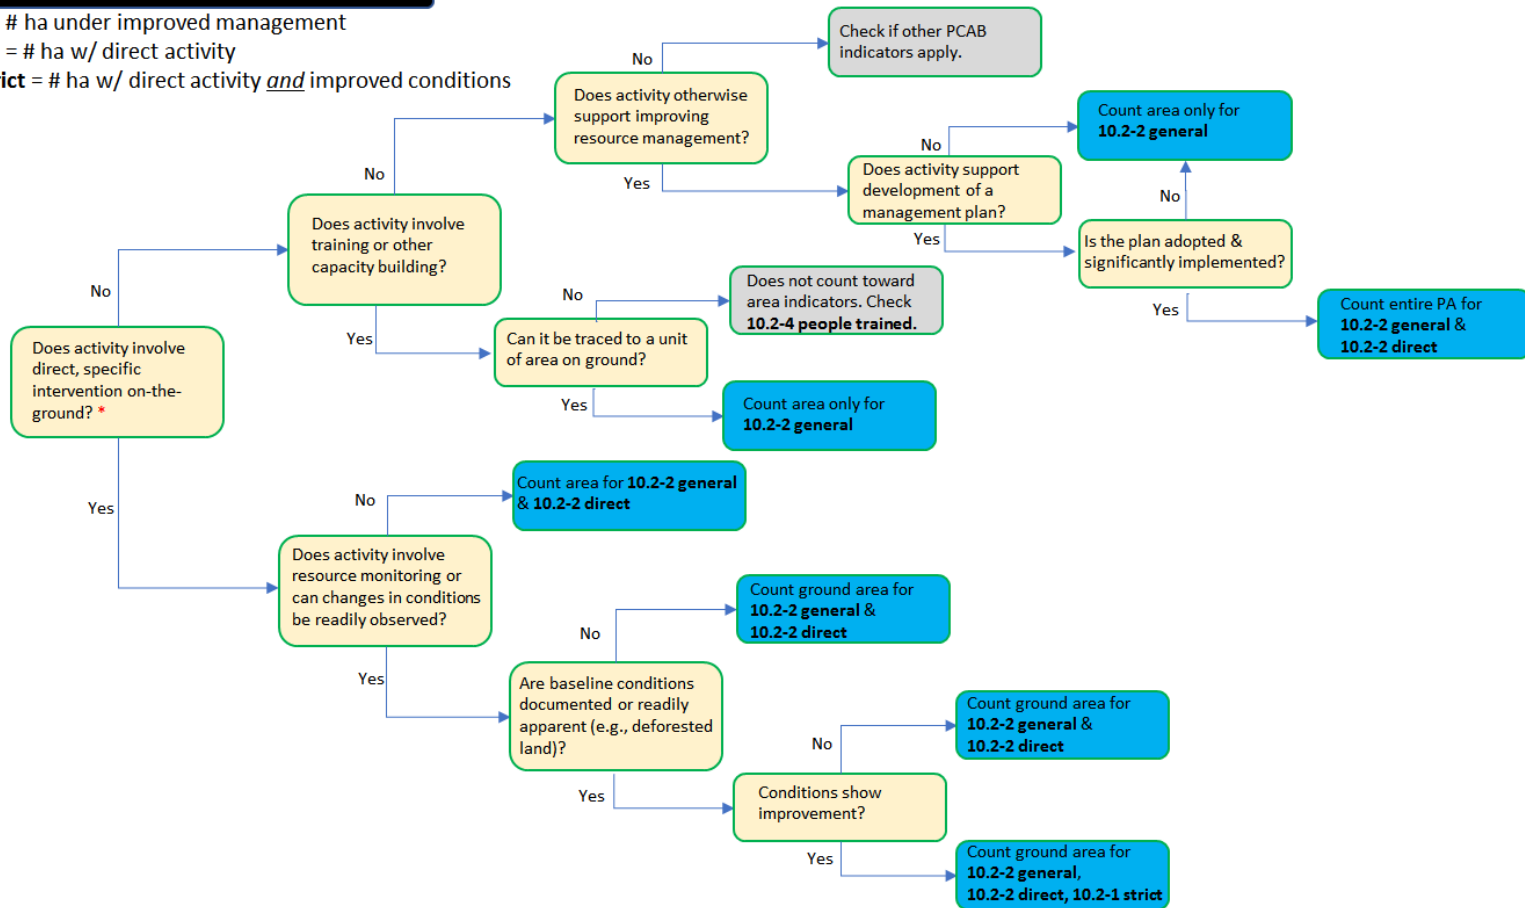 # ha under improved management
= # ha w/ direct activity
ict = # ha w/ direct activity and improved conditions
Check if other PCAB
indicators apply.
No
Does activity otherwise
support improving
resource management?
Yes
Count area only for
10.2-2 general
No
Does activity support
development of a
management plan?
Yes
No
Is the plan adopted &
significantly implemented?
Yes
Count entire PA for
10.2-2 general &
10.2-2 direct
No
Does activity involve
training or other
capacity building?
Yes
No
Does not count toward
area indicators. Check
10.2-4 people trained.
Can it be traced to a unit
of area on ground?
Yes
Count area only for
10.2-2 general
No
Does activity involve
direct, specific
intervention on-the-
ground? *
Yes
No
Count area for 10.2-2 general
& 10.2-2 direct
Does activity involve
resource monitoring or
can changes in conditions
be readily observed?
Yes
No
Count ground area for
10.2-2 general &
10.2-2 direct
Are baseline conditions
documented or readily
apparent (e.g., deforested
land)?
Yes
No
Count ground area for
10.2-2 general &
10.2-2 direct
Conditions show
improvement?
Yes
Count ground area for
10.2-2 general,
10.2-2 direct, 10.2-1 strict